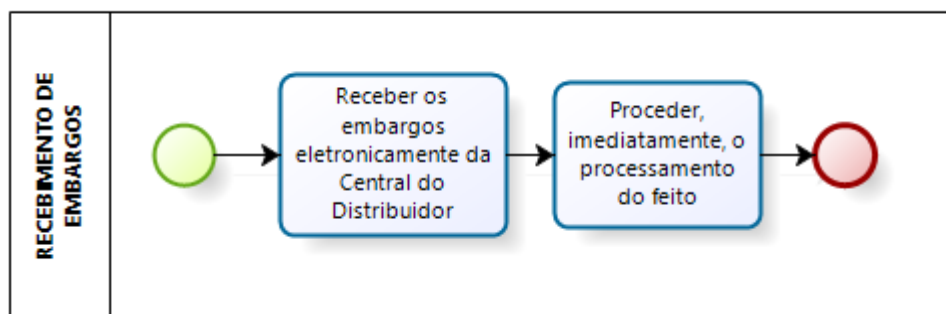 RECEBIMENTO DE
EMBARGOS
Receber os
embargos
eletronicamente da
Central do
Distribuidor
Proceder,
imediatamente, o
processamento
do feito